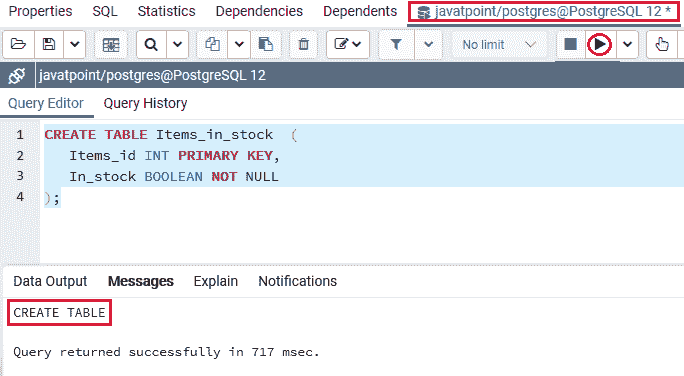 Properties SQL Statistics Dependencies Dependents javatpoint/postgres@PostgreSQL 12 *
No limit
javatpoint/postgres@PostgreSQL 12
Query Editor Query History
1 CREATE TABLE Items_in_stock (
2 Items_id INT PRIMARY KEY,
3 In_stock BOOLEAN NOT NULL
4 );
Data Output Messages Explain Notifications
CREATE TABLE
Query returned successfully in 717 msec.